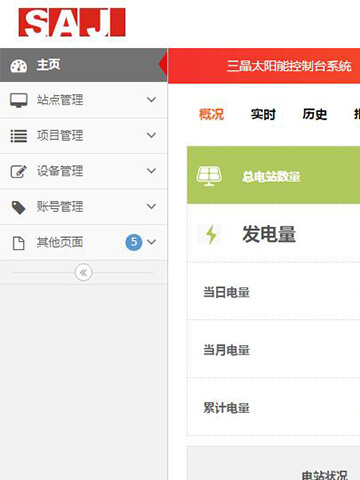 SAJ
主页
站点管理
项目管理
设备管理
账号管理
其他页面 5
三晶太阳能控制台系统
概况 实时 历史
总电站数量
发电量
当日电量
当月电量
累计电量
电站状况